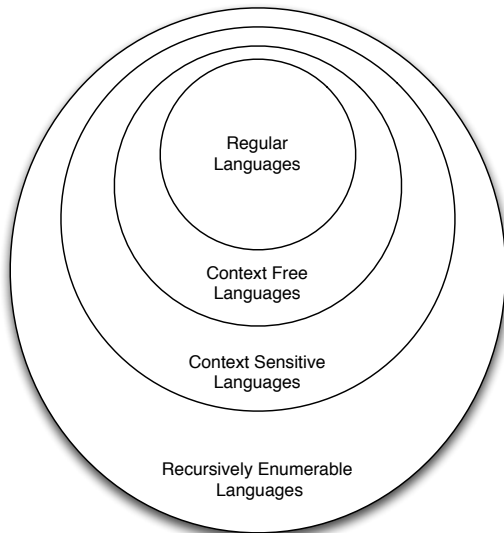 Regular
Languages
Context Free
Languages
Context Sensitive
Languages
Recursively Enumerable
Languages